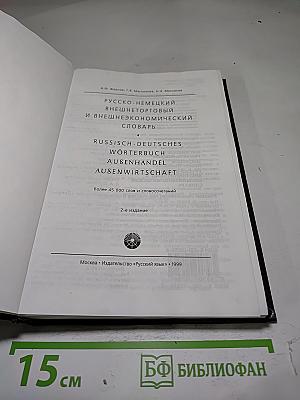 РУССКО-НЕМЕЦКИЙ
ВНЕШНЕТОРГОВЫЙ
И ВНЕШНЕЭКОНОМИЧЕСКИЙ
СЛОВАРЬ
RUSSISCH-DEUTSCHES
WÖRTERBUCH
AUßENHANDEL
AUßENWIRTSCHAFT
Более 45 000 слов и словосочетаний
2-е издание
Москва • Издательство «Русский язык» • 1999
15 см
БФ БИБЛИОФАН